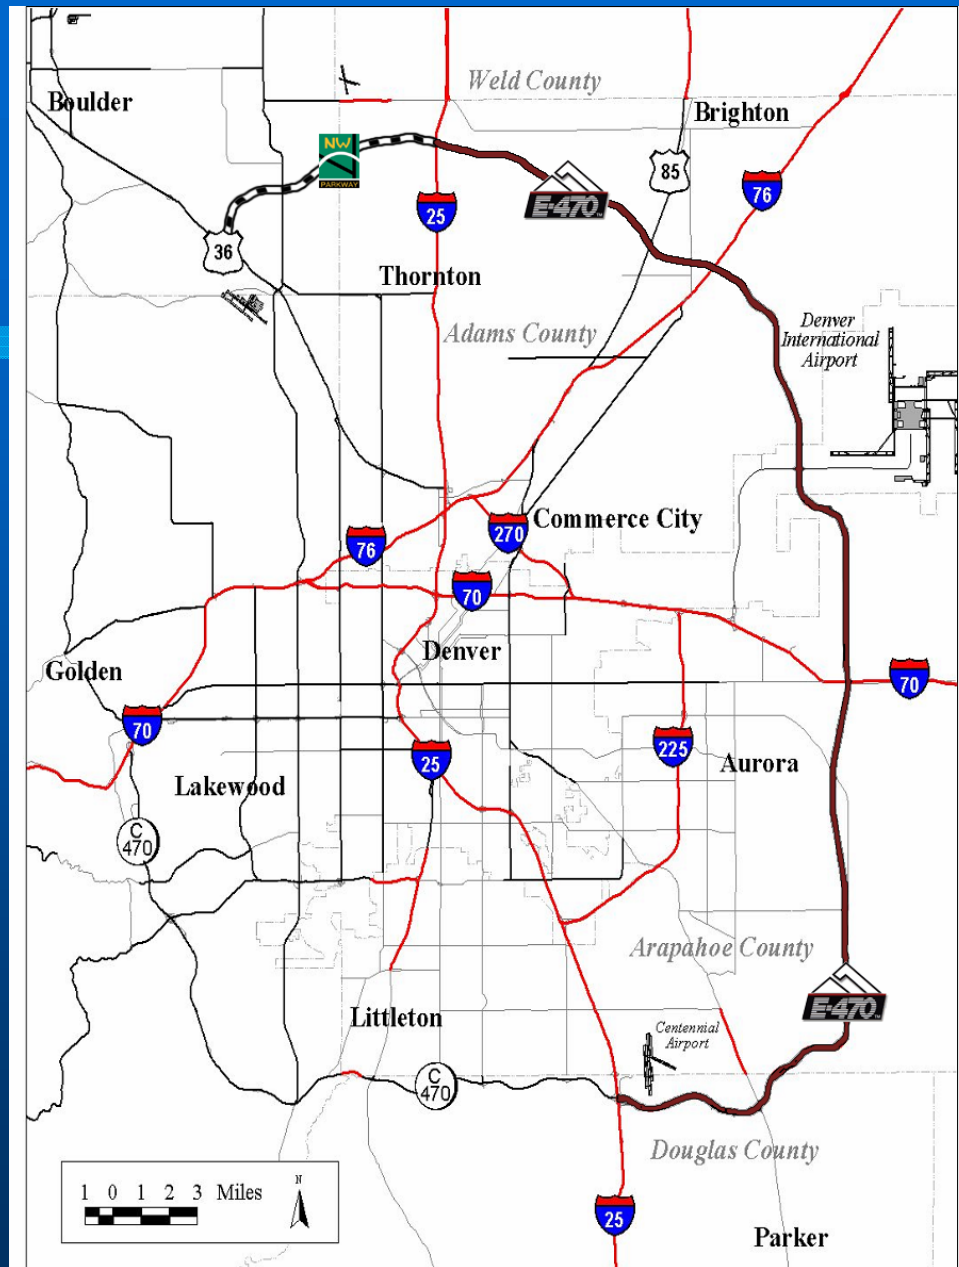 Weld County
Boulder
Brighton
NW
PARKWAY
85
76
E-470
25
36
Thornton
Adams County
Denver
International
Airport
Commerce City
270
76
70
Denver
Golden
70
70
225
25
Aurora
Lakewood
C
470
Arapahoe County
E-470
Littleton
Centennial
Airport
C
470
Douglas County
1 0 1 2 3 Miles
N
25
Parker